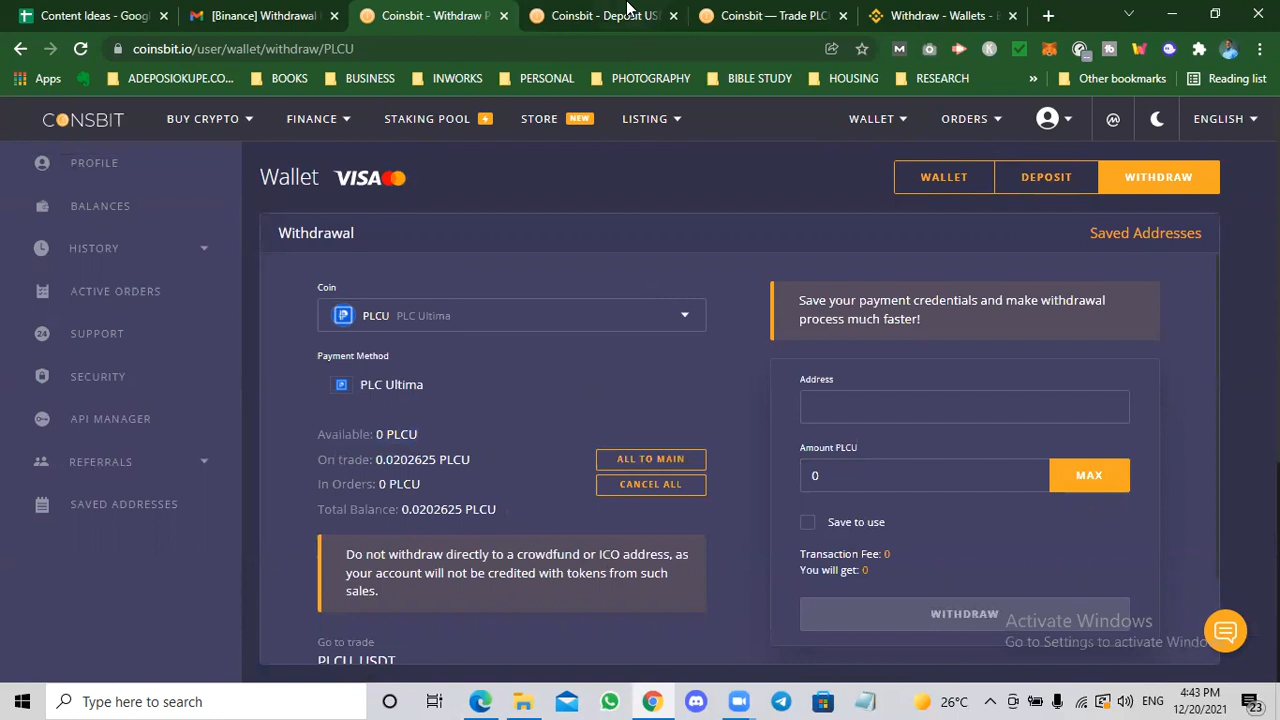 Content Ideas - Googl
[Binance] Withdrawal
Coinsbit - Withdraw P
Coinsbit - Deposit US
Coinsbit — Trade PLC
Withdraw - Wallets - B
coinsbit.io/user/wallet/withdraw/PLCU
Apps
ADEPOSIOKUPE.CO...
BOOKS
BUSINESS
INWORKS
PERSONAL
PHOTOGRAPHY
BIBLE STUDY
HOUSING
RESEARCH
»
Other bookmarks
Reading list
CONSBIT
BUY CRYPTO
FINANCE
STAKING POOL
STORE NEW
LISTING
WALLET
ORDERS
ENGLISH
PROFILE
BALANCES
HISTORY
ACTIVE ORDERS
24 SUPPORT
SECURITY
API MANAGER
REFERRALS
SAVED ADDRESSES
Wallet VISA
WALLET
DEPOSIT
WITHDRAW
Withdrawal
Saved Addresses
Coin
PLCU PLC Ultima
Payment Method
PLC Ultima
Available: 0 PLCU
On trade: 0.0202625 PLCU
ALL TO MAIN
In Orders: 0 PLCU
CANCEL ALL
Total Balance: 0.0202625 PLCU
Do not withdraw directly to a crowdfund or ICO address, as
your account will not be credited with tokens from such
sales.
Go to trade
PLCU_USDT
Save your payment credentials and make withdrawal
process much faster!
Address
Amount PLCU
0
MAX
Save to use
Transaction Fee: 0
You will get: 0
WITHDRAW
Activate Windows
Go to Settings to activate Windo
Type here to search
26°C
ENG
4:43 PM
12/20/2021
23